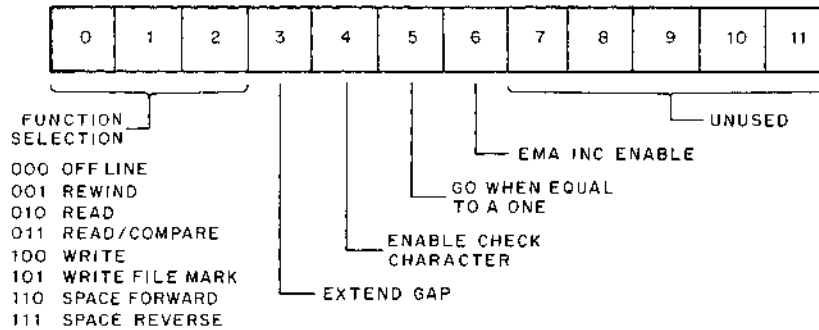 0 1 2 3 4 5 6 7 8 9 10 11
FUNCTION
SELECTION
UNUSED
EMA INC ENABLE
GO WHEN EQUAL
TO A ONE
ENABLE CHECK
CHARACTER
EXTEND GAP
000 OFF LINE
001 REWIND
010 READ
011 READ/COMPARE
100 WRITE
101 WRITE FILE MARK
110 SPACE FORWARD
111 SPACE REVERSE